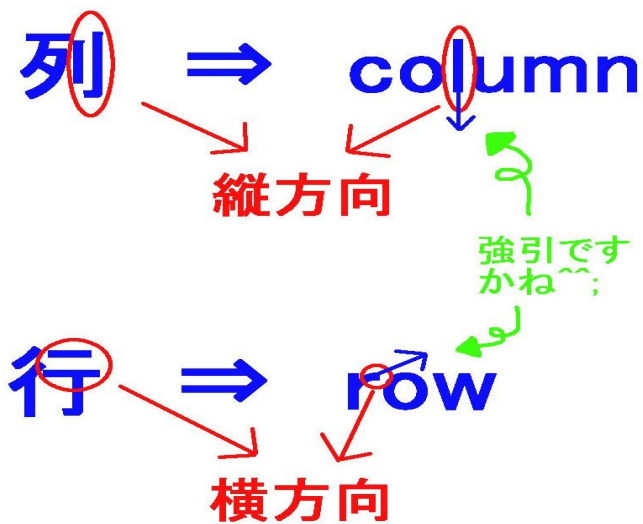 列 ⇒ column
縦方向
強引です
かね^^;
行 ⇒ row
横方向